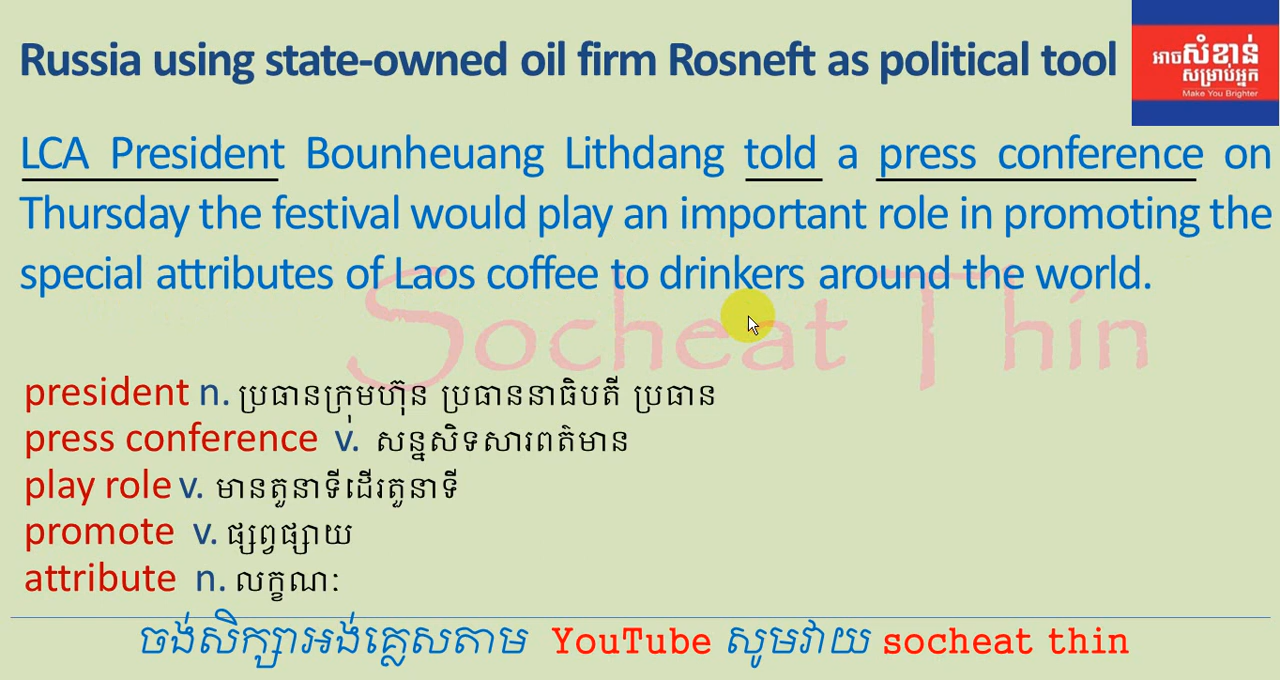 Russia using state-owned oil firm Rosneft as political tool
អាចសំខាន់
សម្រាប់អ្នក
Make You Brighter
LCA President Bounheuang Lithdang told a press conference on
Thursday the festival would play an important role in promoting the
special attributes of Laos coffee to drinkers around the world.
Socheat Thin
president n. ប្រធានក្រុមហ៊ុន ប្រធាននាធិបតី ប្រធាន
press conference v. សន្នសិទសារពត៌មាន
play role v. មានតួនាទីដើរតួនាទី
promote v. ផ្សព្វផ្សាយ
attribute n. លក្ខណៈ
ចង់សិក្សាអង់គ្លេសតាម YouTube សូមវាយ socheat thin